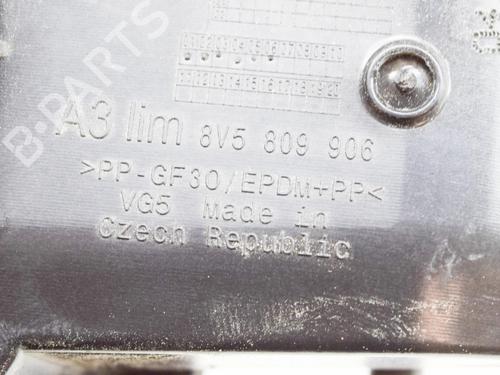 B-PARTS
A3 lim 8V5 809 906
>PP-GF30/EPDM+PP<
VG5 Made in
Czech Republic